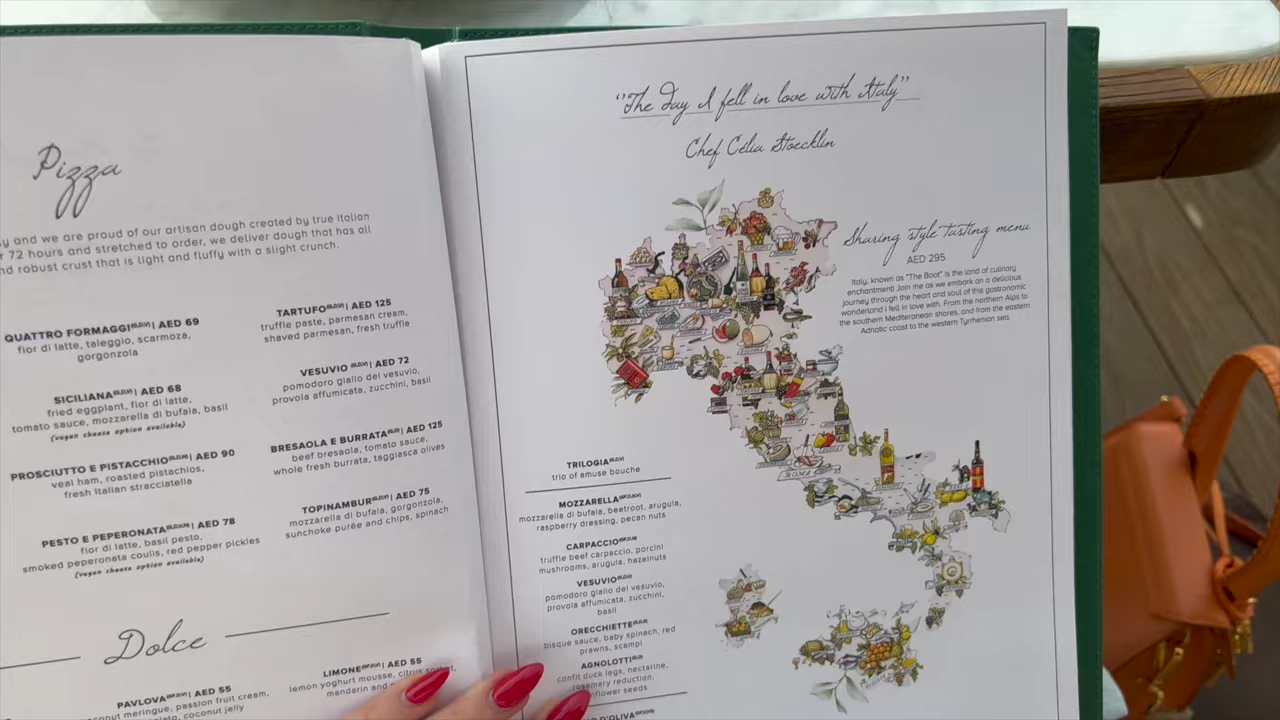 Pizza
y and we are proud of our artisan dough created by true Italian
r 72 hours and stretched to order, we deliver dough that has all
nd robust crust that is light and fluffy with a slight crunch.
QUATTRO FORMAGGI | AED 69
fior di latte, taleggio, scarmoza,
gorgonzola
SICILIANA | AED 68
fried eggplant, fior di latte,
tomato sauce, mozzarella di bufala, basil
(vegan cheese option available)
PROSCIUTTO E PISTACCHIO | AED 90
veal ham, roasted pistachios,
fresh Italian stracciatella
PESTO E PEPERONATA | AED 78
fior di latte, basil pesto,
smoked peperonata coulis, red pepper pickles
(vegan cheese option available)
TARTUFO | AED 125
truffle paste, parmesan cream,
shaved parmesan, fresh truffle
VESUVIO | AED 72
pomodoro giallo del vesuvio,
provola affumicata, zucchini, basil
BRESAOLA E BURRATA | AED 125
beef bresaola, tomato sauce,
whole fresh burrata, taggiasca olives
TOPINAMBUR | AED 75
mozzarella di bufala, gorgonzola,
sunchoke purée and chips, spinach
Dolce
PAVLOVA | AED 55
onut meringue, passion fruit cream,
coconut jelly
LIMONE | AED 55
lemon yoghurt mousse, citrus
mandarin and
"The day I fell in love with Italy"
Chef Célia Stoecklin
Sharing style tasting menu
AED 295
Italy, known as "The Boot" is the land of culinary
enchantment! Join me as we embark on a delicious
journey through the heart and soul of this gastronomic
wonderland I fell in love with. From the northern Alps to
the southern Mediterranean shores, and from the eastern
Adriatic coast to the western Tyrrhenian sea.
ROME
TRILOGIA
trio of amuse bouche
MOZZARELLA
mozzarella di bufala, beetroot, arugula,
raspberry dressing, pecan nuts
CARPACCIO
truffle beef carpaccio, porcini
mushrooms, arugula, hazelnuts
VESUVIO
pomodoro giallo del vesuvio,
provola affumicata, zucchini,
basil
ORECCHIETTE
bisque sauce, baby spinach, red
prawns, scampi
AGNOLOTTI
confit duck legs, nectarine,
rosemary reduction,
nflower seeds
D'OLIVA